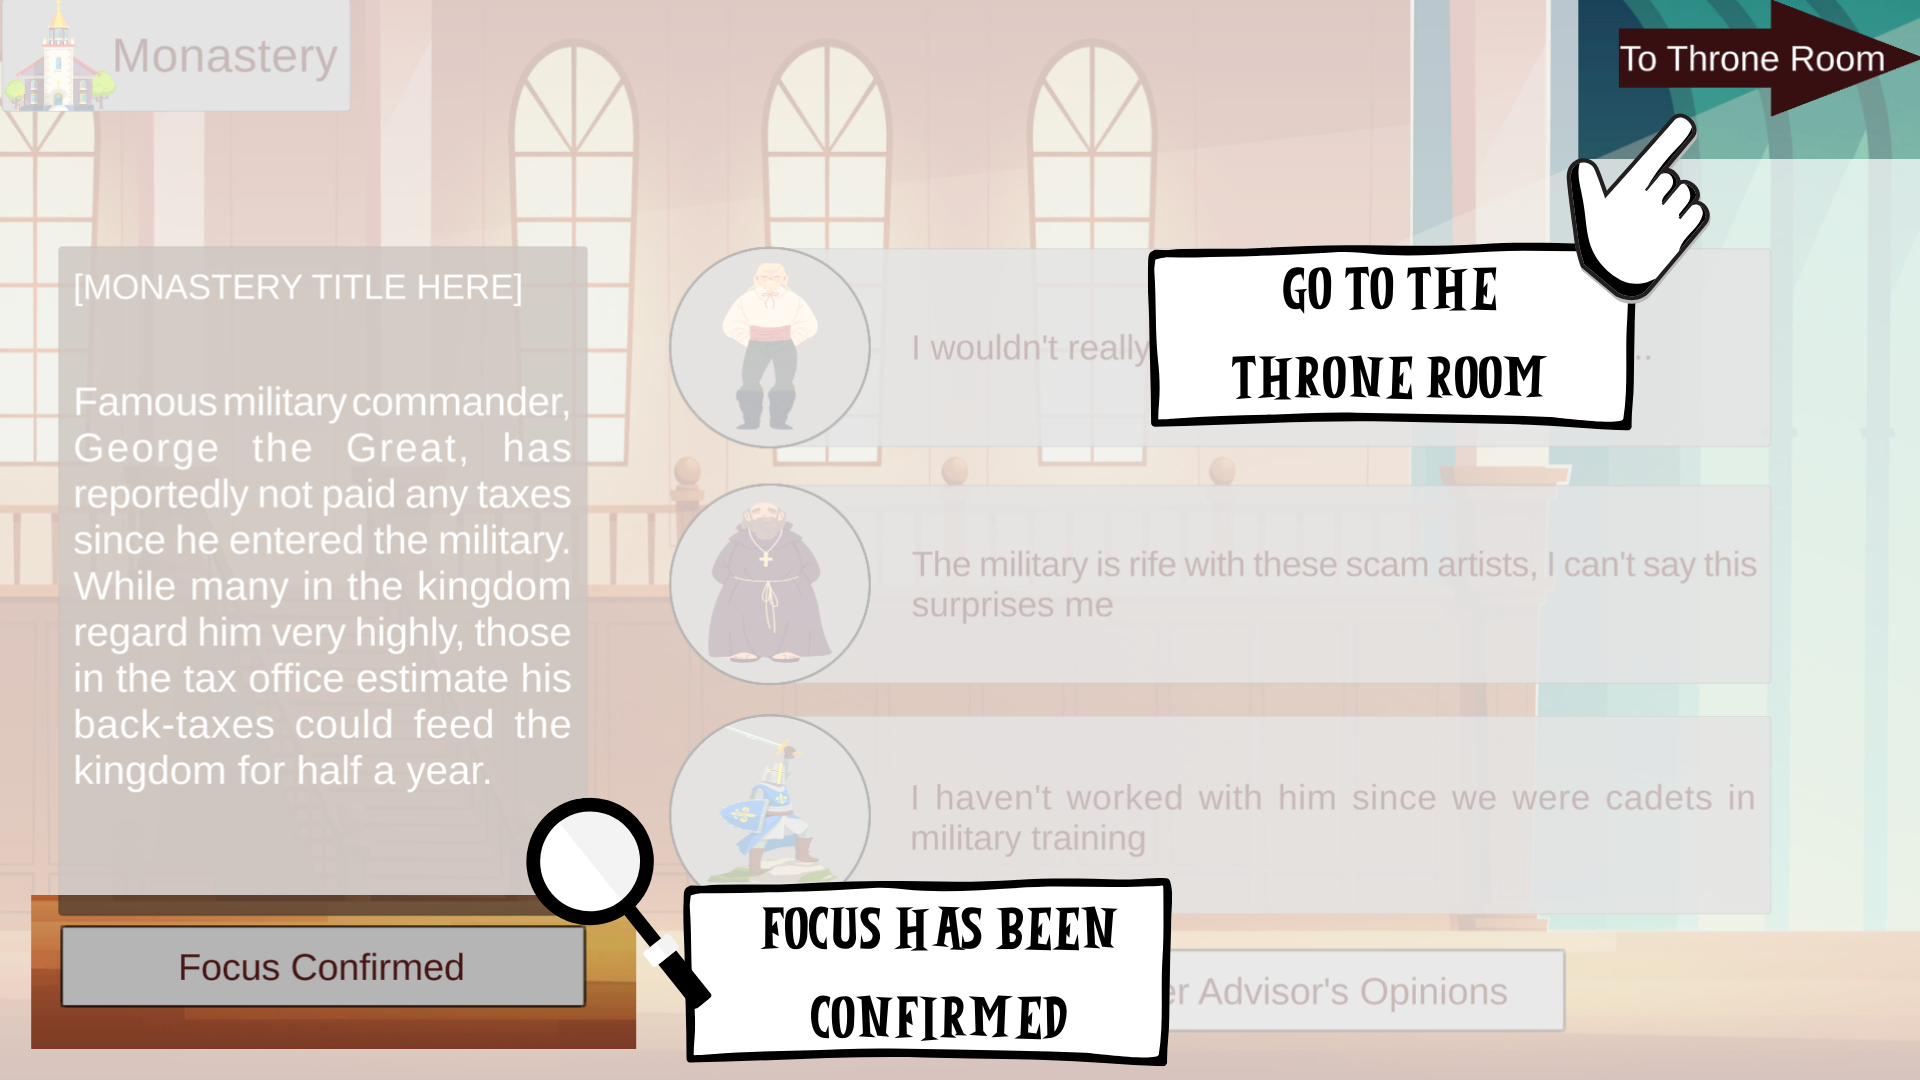 Monastery
To Throne Room
[MONASTERY TITLE HERE]
Famous military commander,
George the Great, has
reportedly not paid any taxes
since he entered the military.
While many in the kingdom
regard him very highly, those
in the tax office estimate his
back-taxes could feed the
kingdom for half a year.
Focus Confirmed
I wouldn't really
..
GO TO THE
THRONE ROOM
The military is rife with these scam artists, I can't say this
surprises me
I haven't worked with him since we were cadets in
military training
FOCUS HAS BEEN
CONFIRMED
Advisor's Opinions